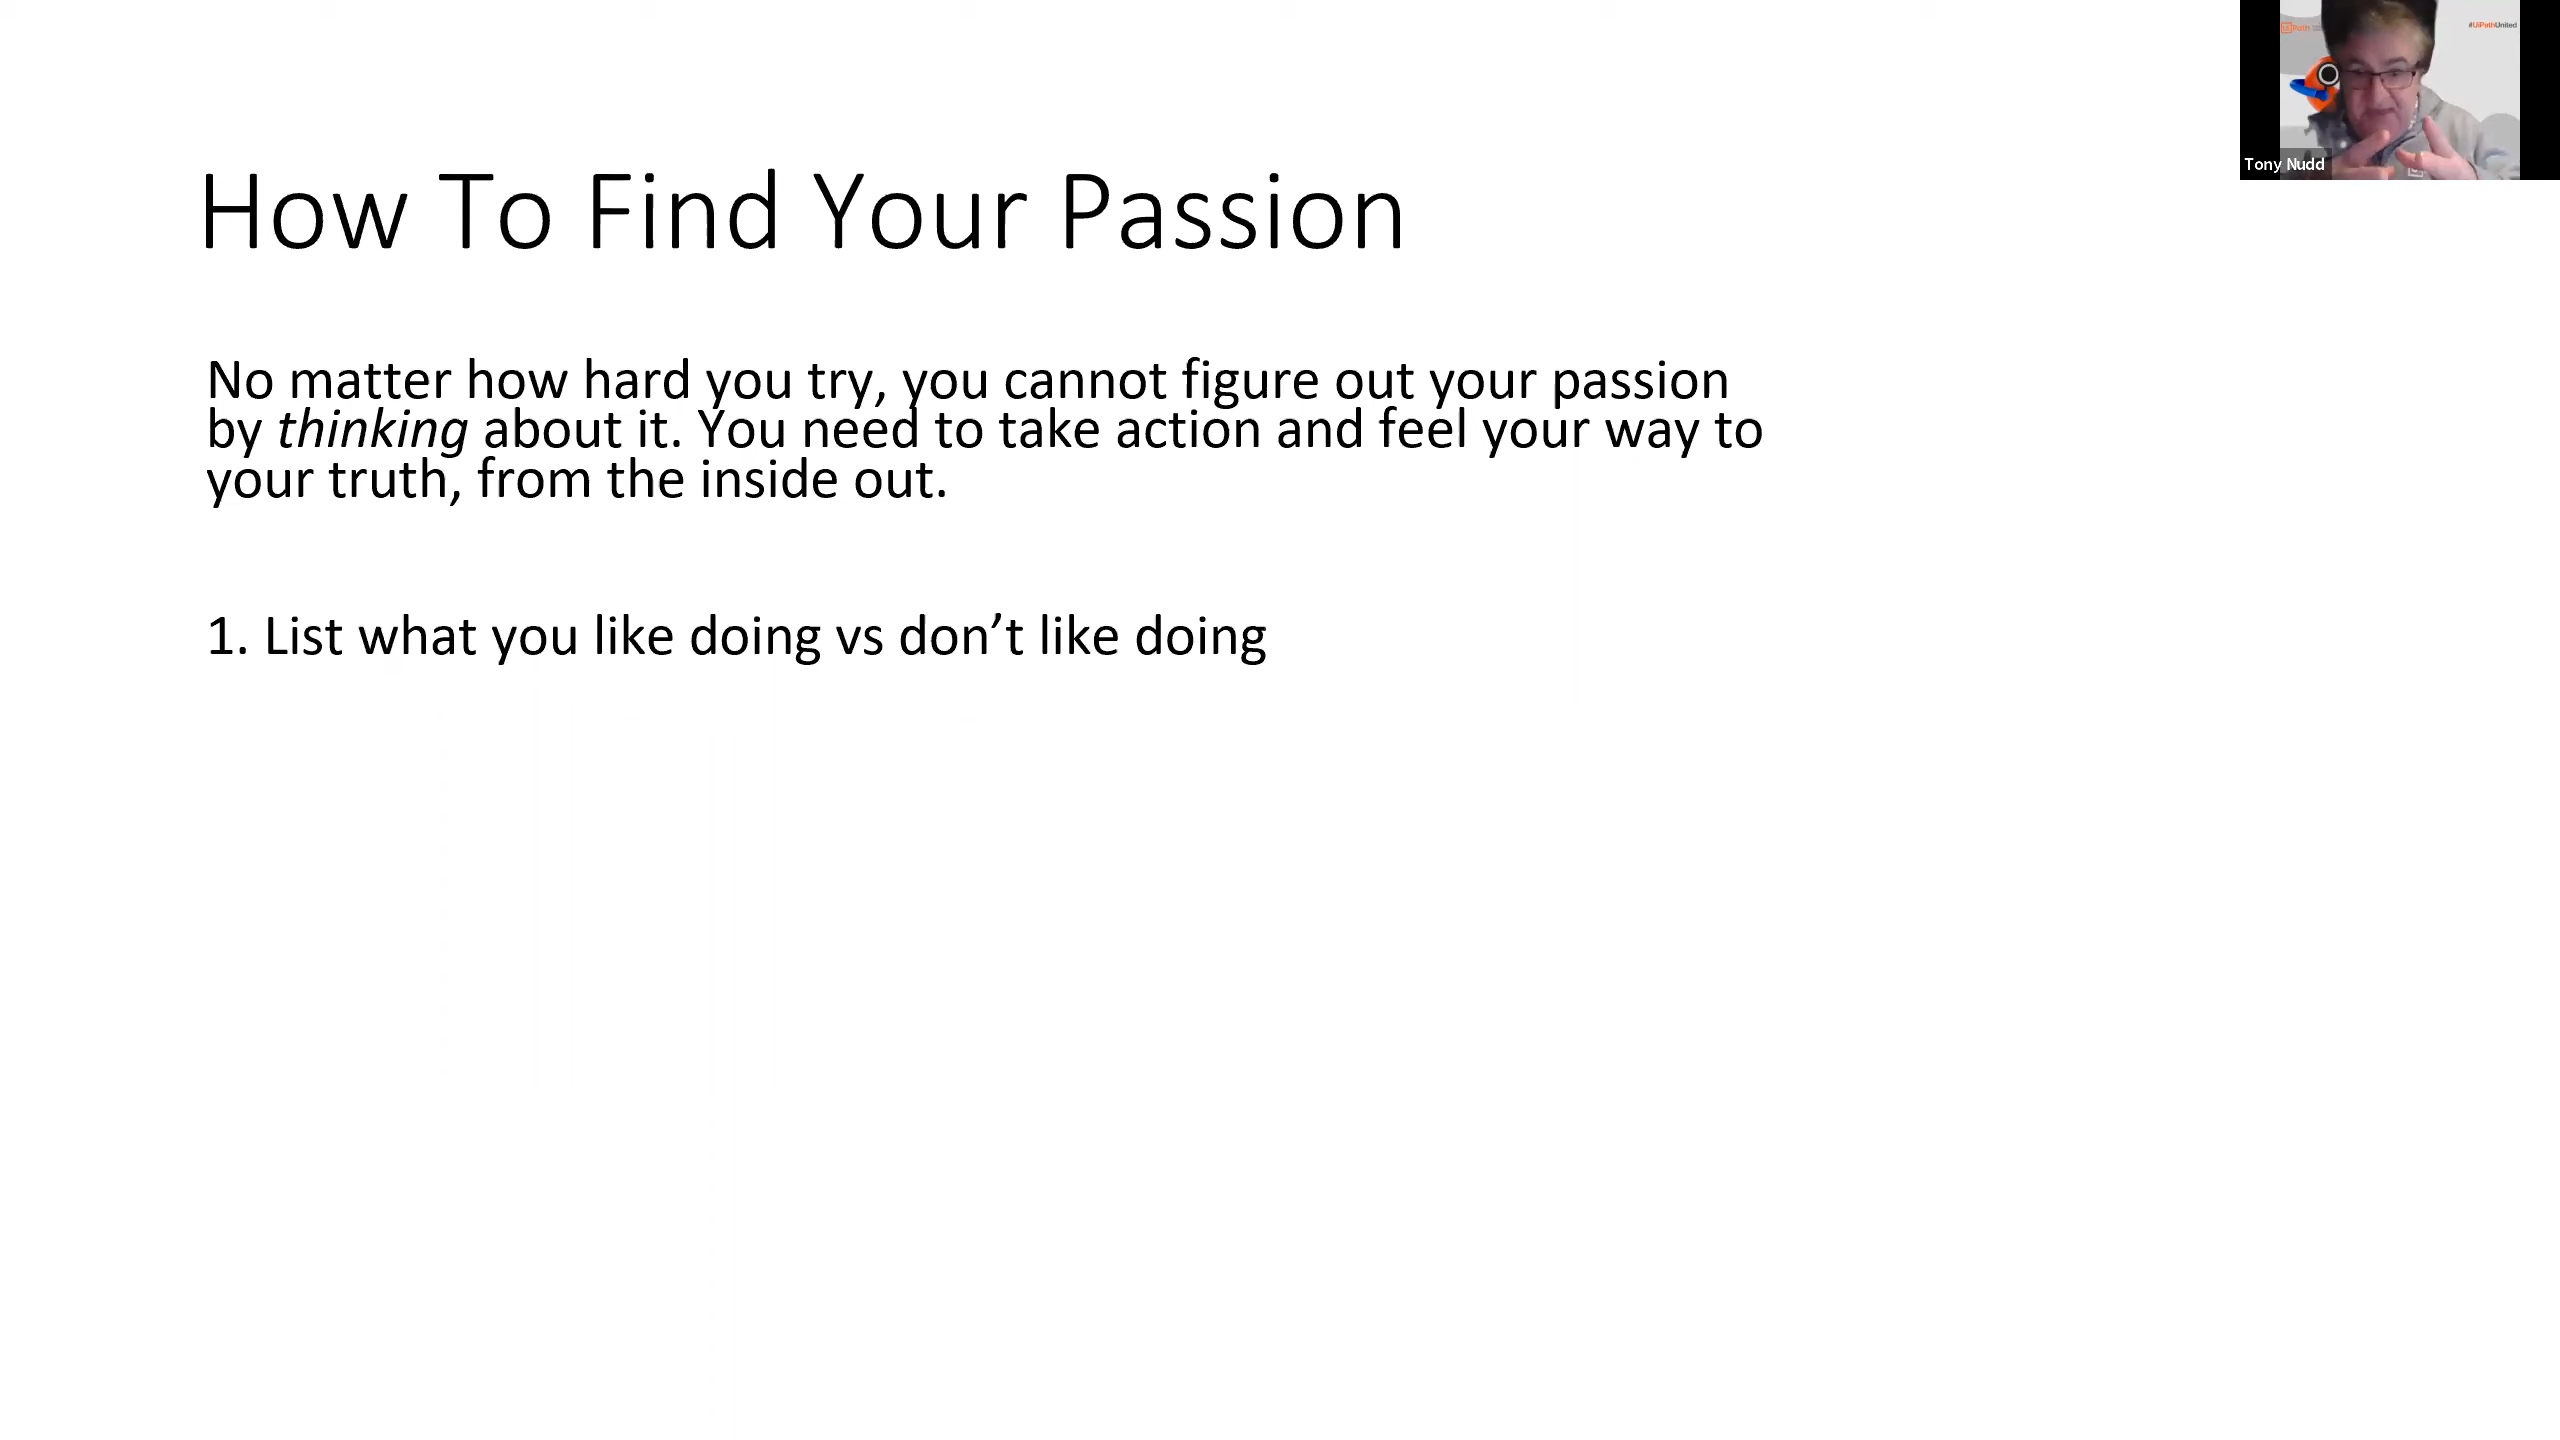 #UiPathUnited
Tony Nudd
How To Find Your Passion
No matter how hard you try, you cannot figure out your passion
by thinking about it. You need to take action and feel your way to
your truth, from the inside out.
1. List what you like doing vs don’t like doing